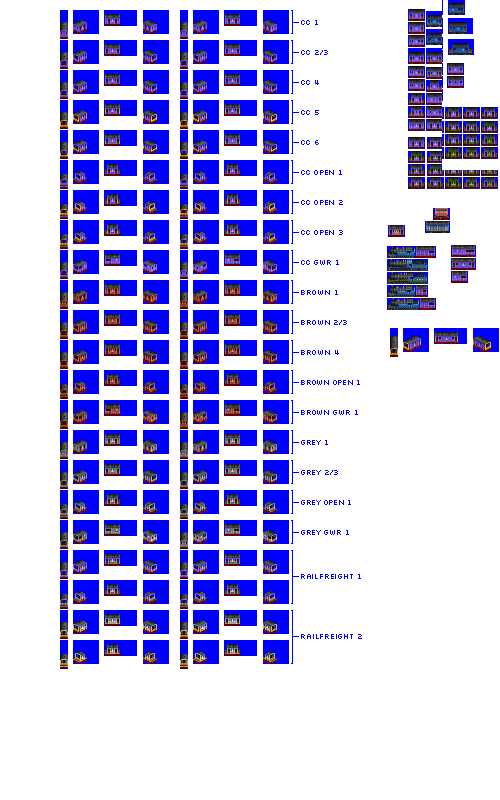 CC 1
CC 2/3
CC 4
CC 5
CC 6
CC OPEN 1
CC OPEN 2
CC OPEN 3
CC GWR 1
BROWN 1
BROWN 2/3
BROWN 4
BROWN OPEN 1
BROWN GWR 1
GREY 1
GREY 2/3
GREY OPEN 1
GREY GWR 1
RAILFREIGHT 1
RAILFREIGHT 2